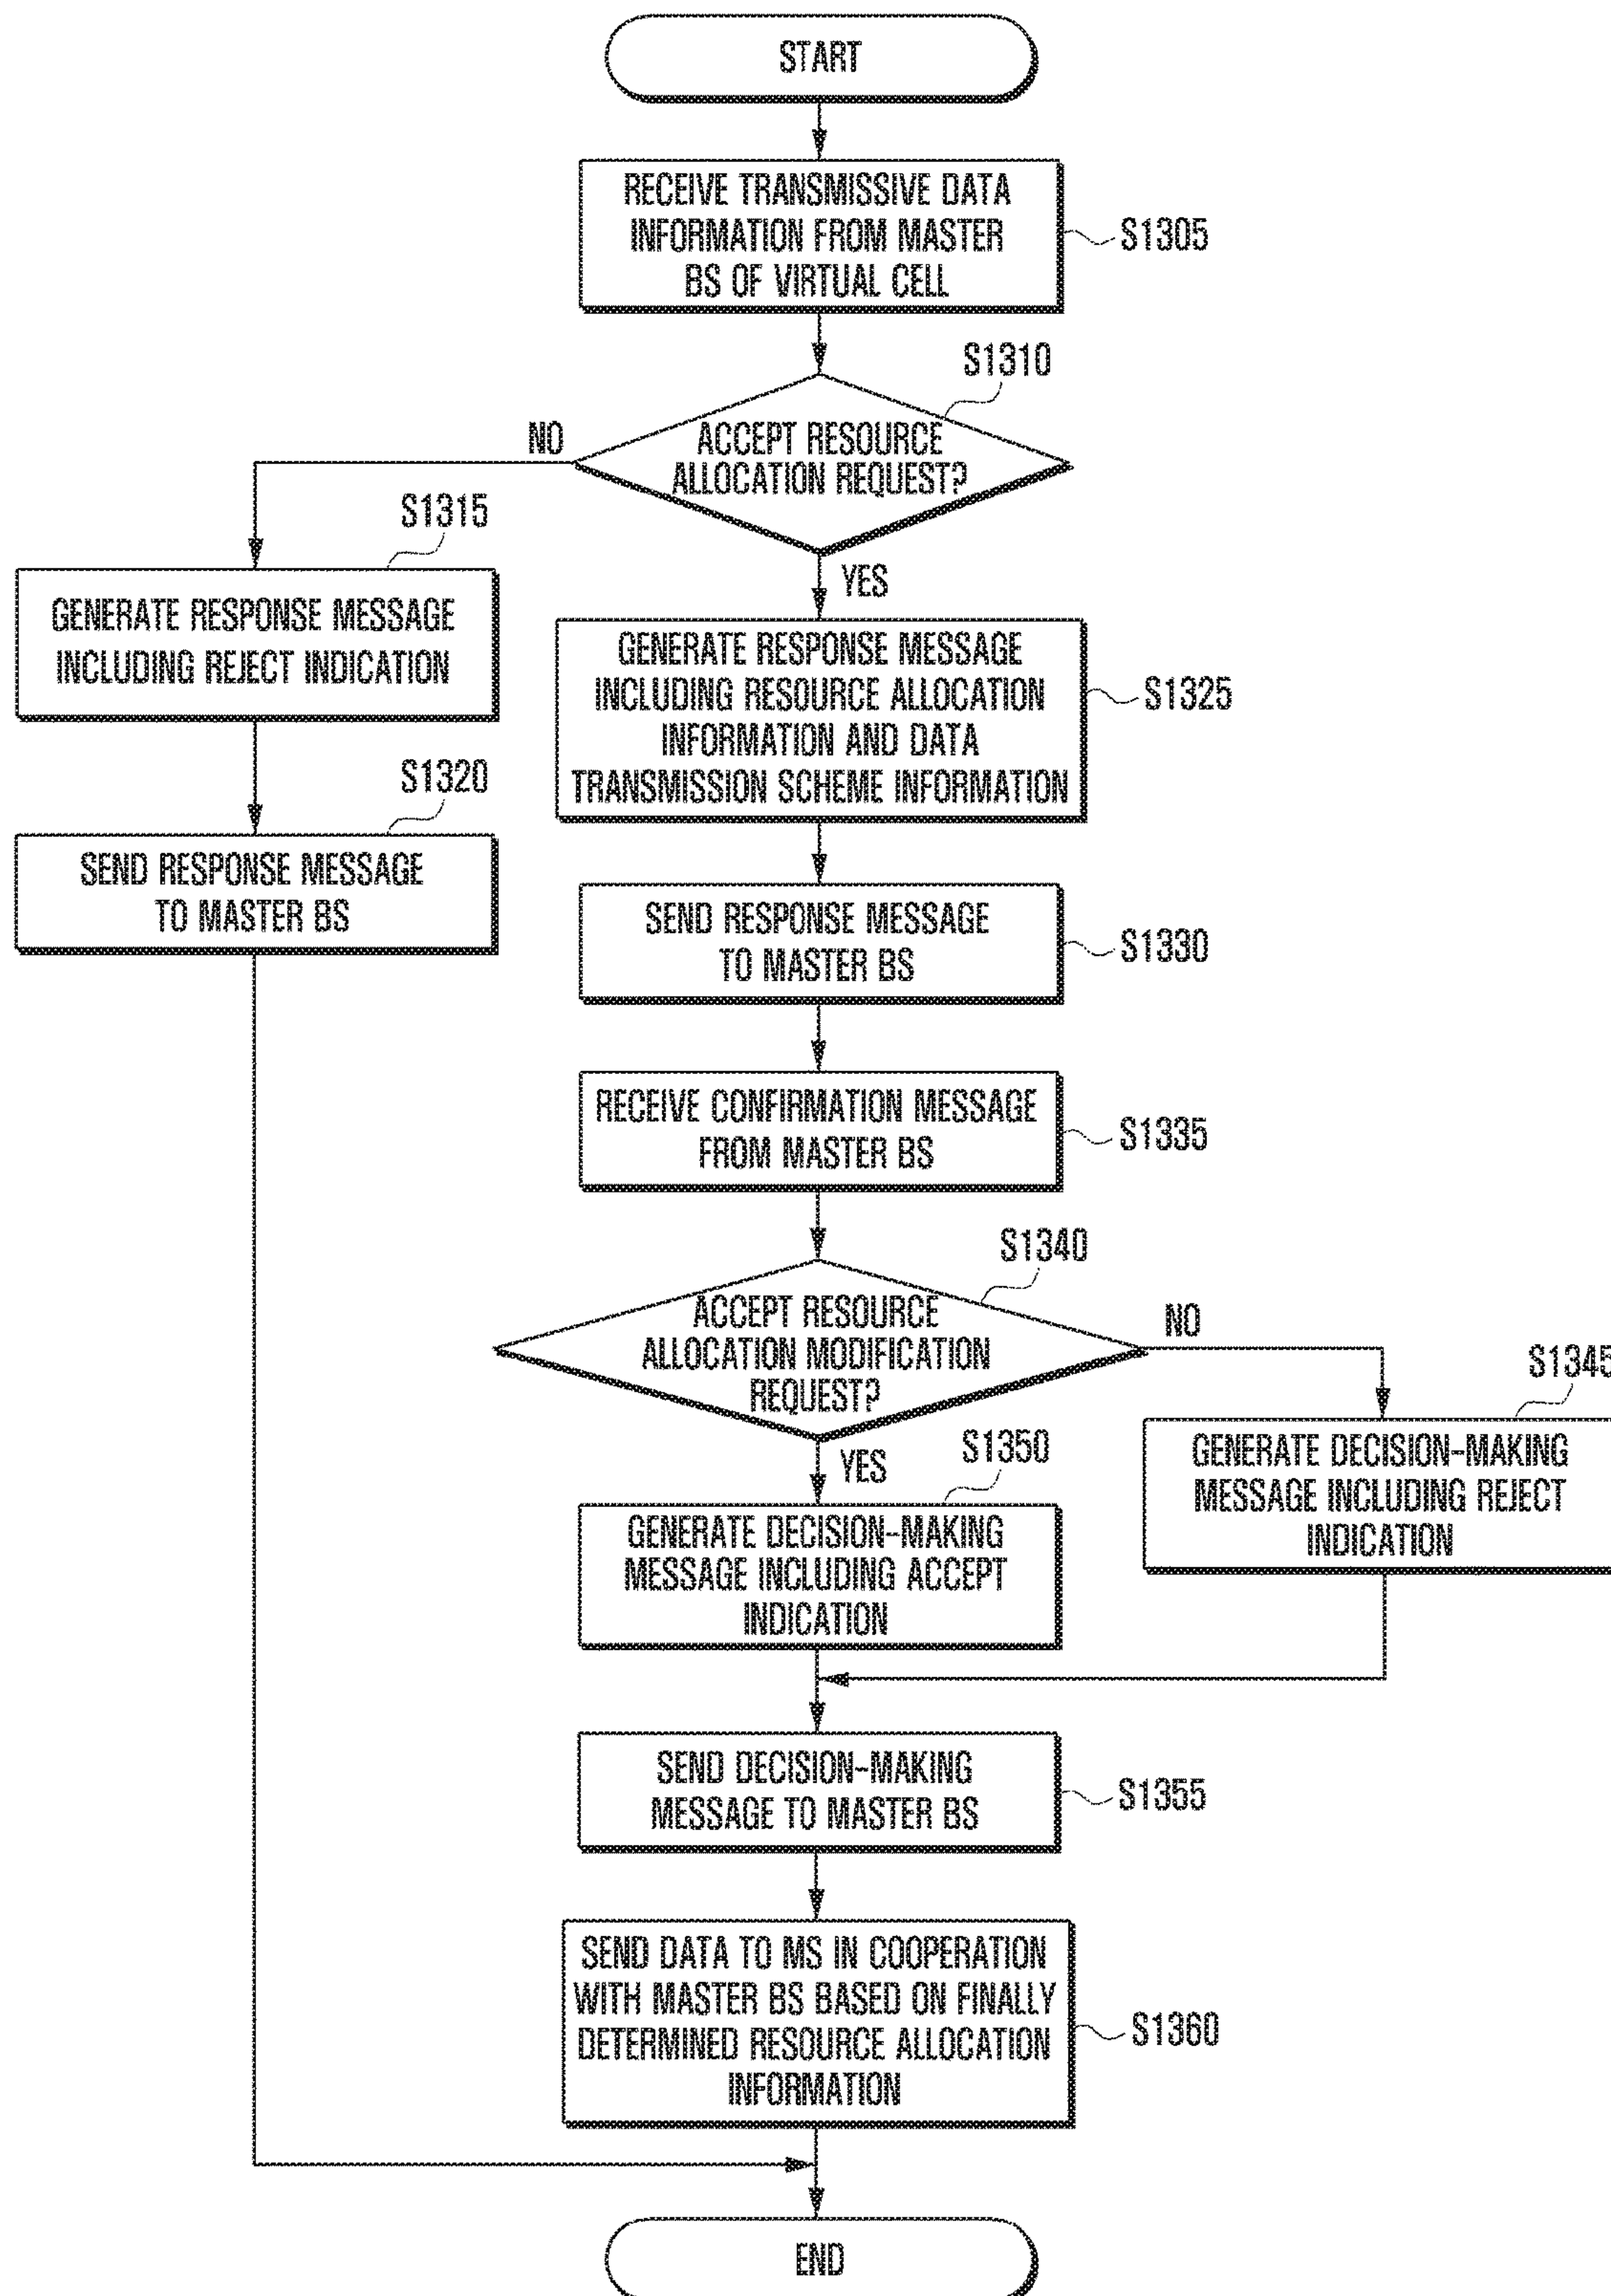 START
RECEIVE TRANSMISSIVE DATA
INFORMATION FROM MASTER
BS OF VIRTUAL CELL
S1305
S1310
ACCEPT RESOURCE
ALLOCATION REQUEST?
NO
YES
S1315
GENERATE RESPONSE MESSAGE
INCLUDING REJECT INDICATION
S1320
SEND RESPONSE MESSAGE
TO MASTER BS
GENERATE RESPONSE MESSAGE
INCLUDING RESOURCE ALLOCATION
INFORMATION AND DATA
TRANSMISSION SCHEME INFORMATION
S1325
SEND RESPONSE MESSAGE
TO MASTER BS
S1330
RECEIVE CONFIRMATION MESSAGE
FROM MASTER BS
S1335
S1340
ACCEPT RESOURCE
ALLOCATION MODIFICATION
REQUEST?
NO
S1345
GENERATE DECISION-MAKING
MESSAGE INCLUDING REJECT
INDICATION
YES
S1350
GENERATE DECISION-MAKING
MESSAGE INCLUDING ACCEPT
INDICATION
SEND DECISION-MAKING
MESSAGE TO MASTER BS
S1355
SEND DATA TO MS IN COOPERATION
WITH MASTER BS BASED ON FINALLY
DETERMINED RESOURCE ALLOCATION
INFORMATION
S1360
END